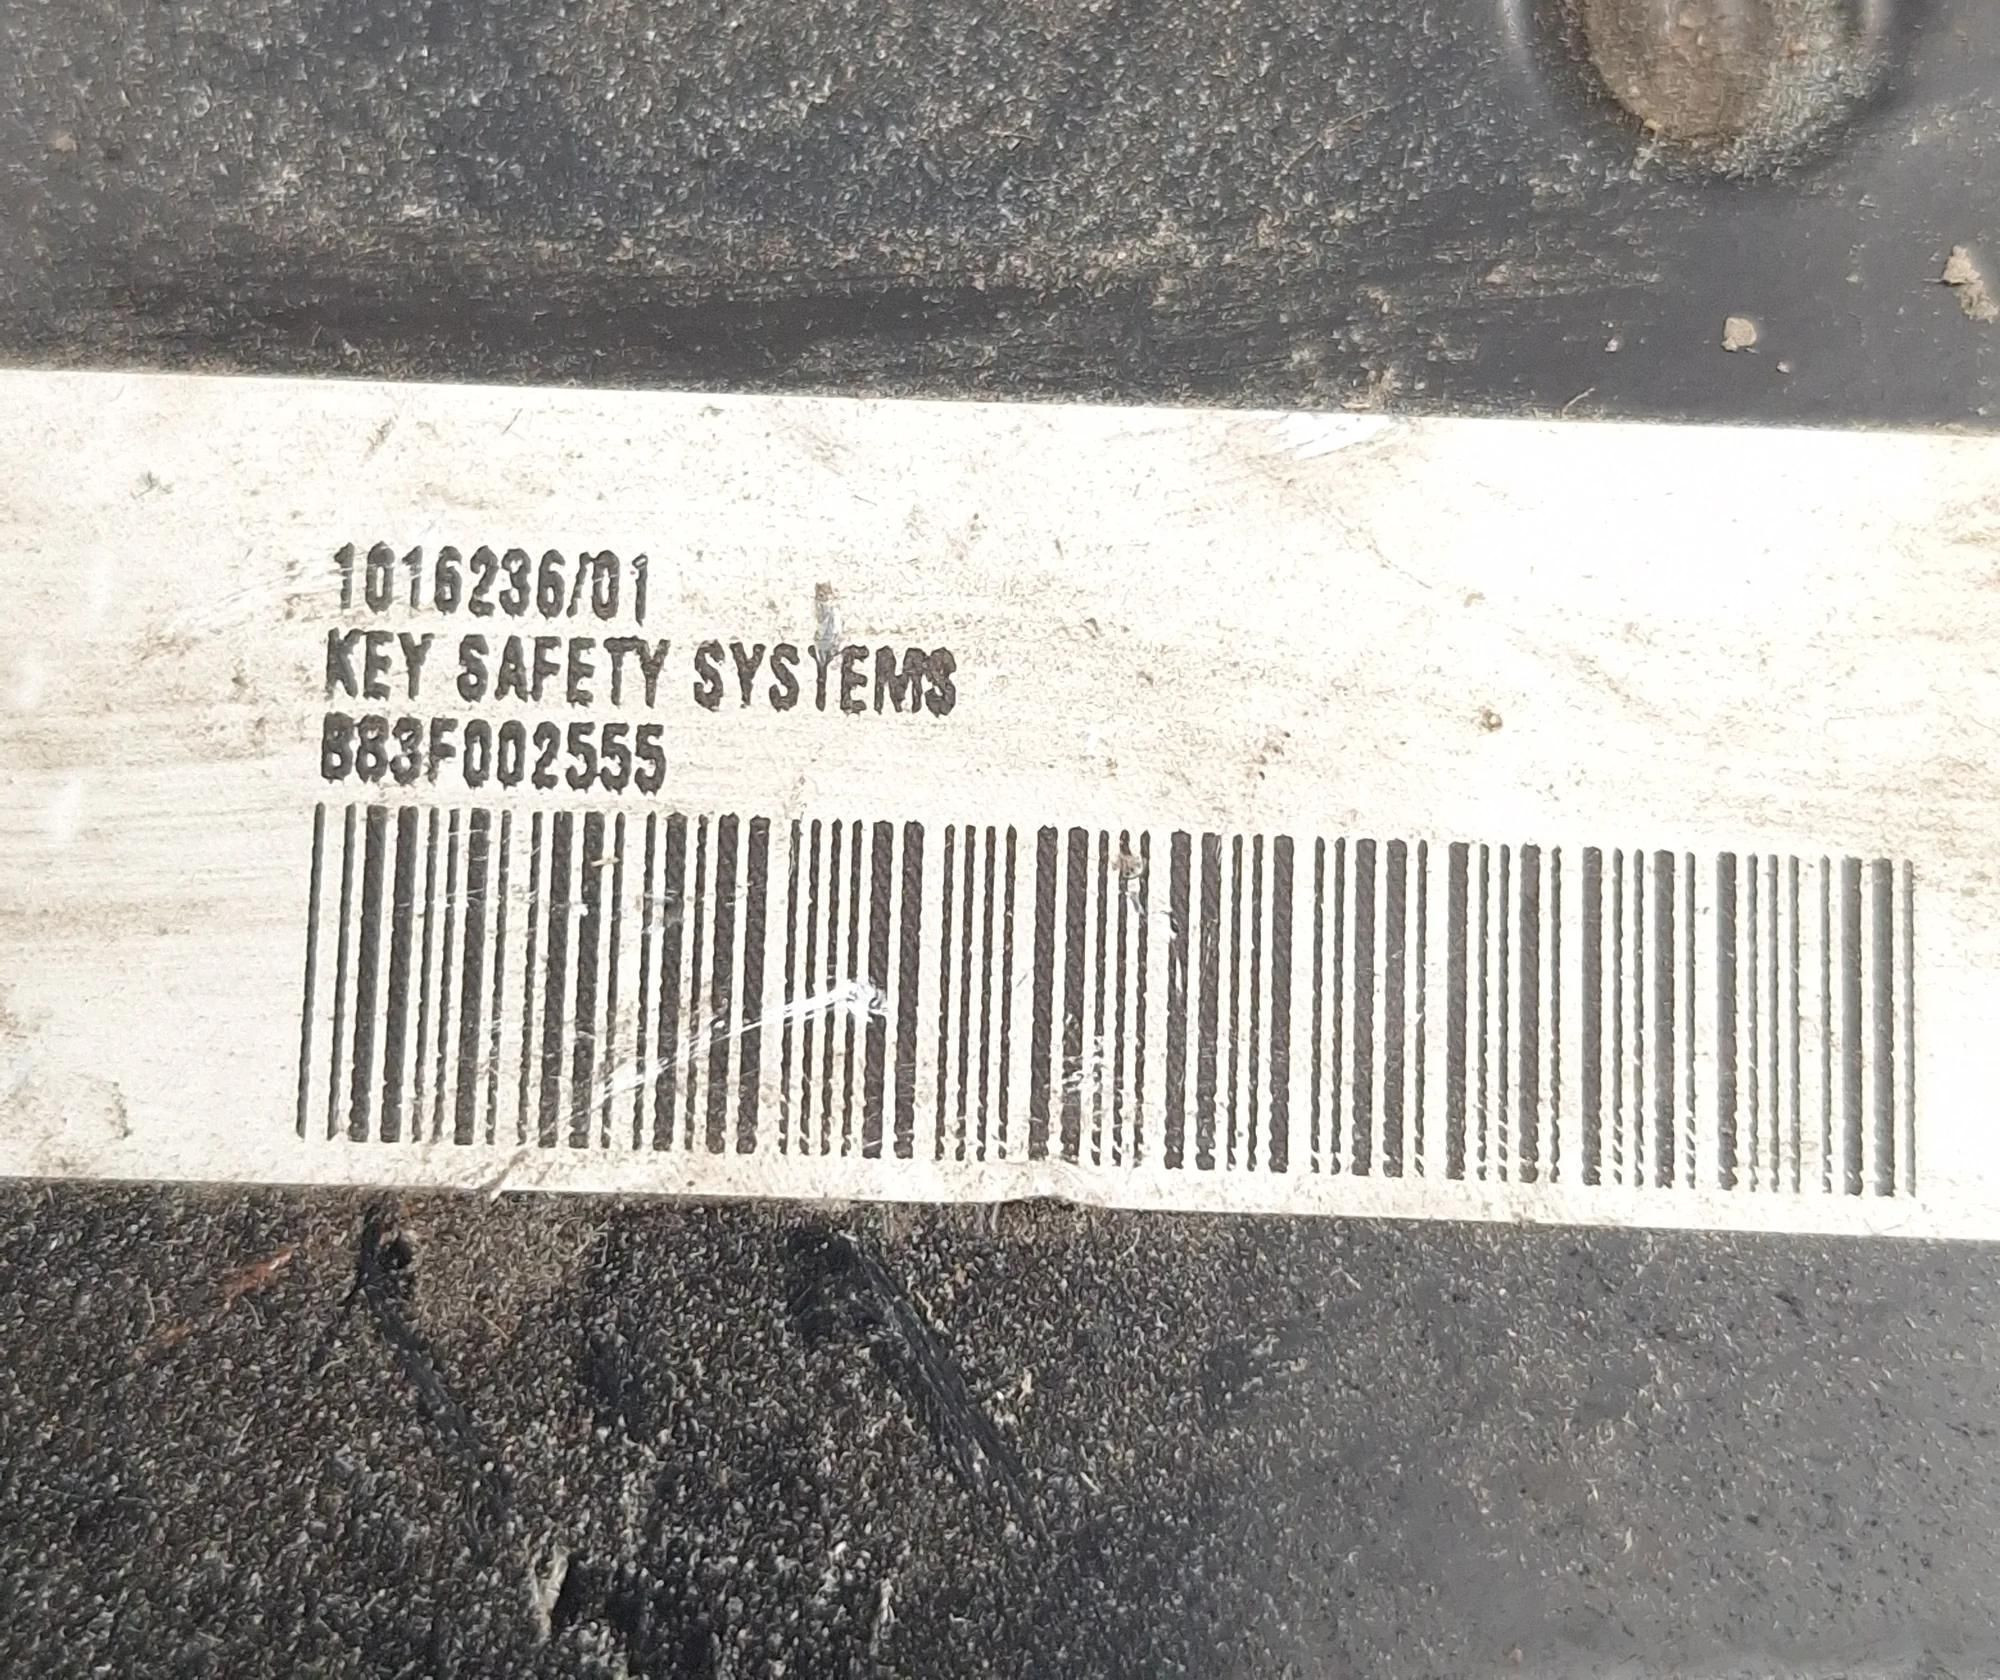 1016236/01
KEY SAFETY SYSTEMS
B83F002555